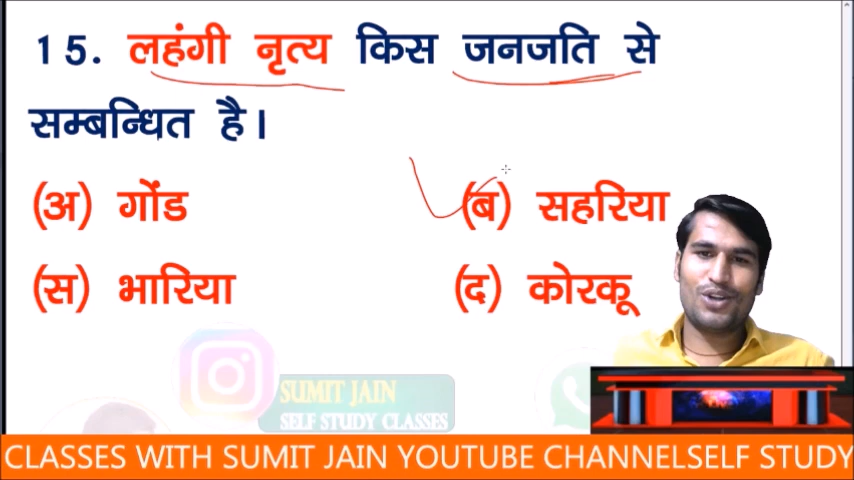 15. लहंगी नृत्य किस जनजति से
सम्बन्धित है।
(अ) गोंड (ब) सहरिया
(स) भारिया (द) कोरकू
SUMIT JAIN
SELF STUDY CLASSES
CLASSES WITH SUMIT JAIN YOUTUBE CHANNELSELF STUDY